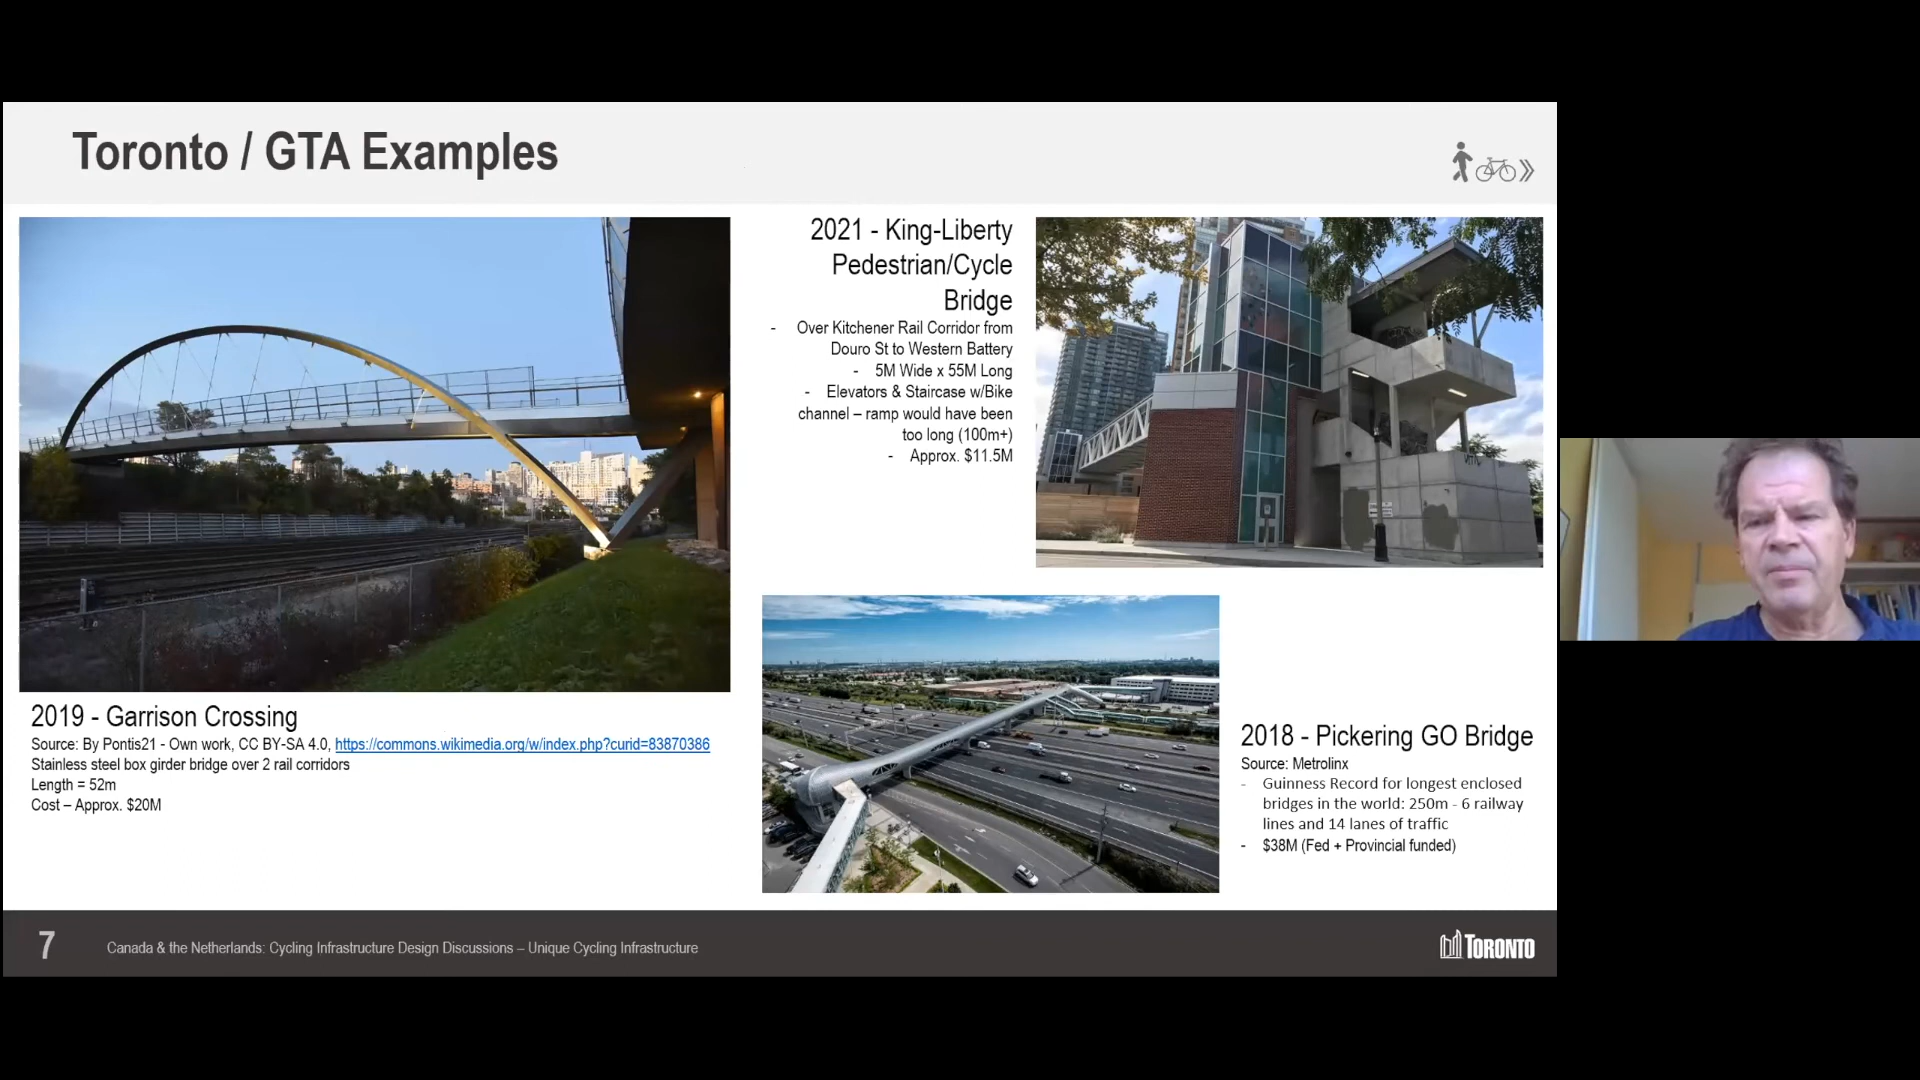 Toronto / GTA Examples
2021 - King-Liberty
Pedestrian/Cycle
Bridge
- Over Kitchener Rail Corridor from
Douro St to Western Battery
- 5M Wide x 55M Long
- Elevators & Staircase w/Bike
channel – ramp would have been
too long (100m+)
- Approx. $11.5M
2019 - Garrison Crossing
Source: By Pontis21 - Own work, CC BY-SA 4.0, https://commons.wikimedia.org/w/index.php?curid=83870386
Stainless steel box girder bridge over 2 rail corridors
Length = 52m
Cost – Approx. $20M
2018 - Pickering GO Bridge
Source: Metrolinx
- Guinness Record for longest enclosed
bridges in the world: 250m - 6 railway
lines and 14 lanes of traffic
- $38M (Fed + Provincial funded)
7
Canada & the Netherlands: Cycling Infrastructure Design Discussions – Unique Cycling Infrastructure
TORONTO